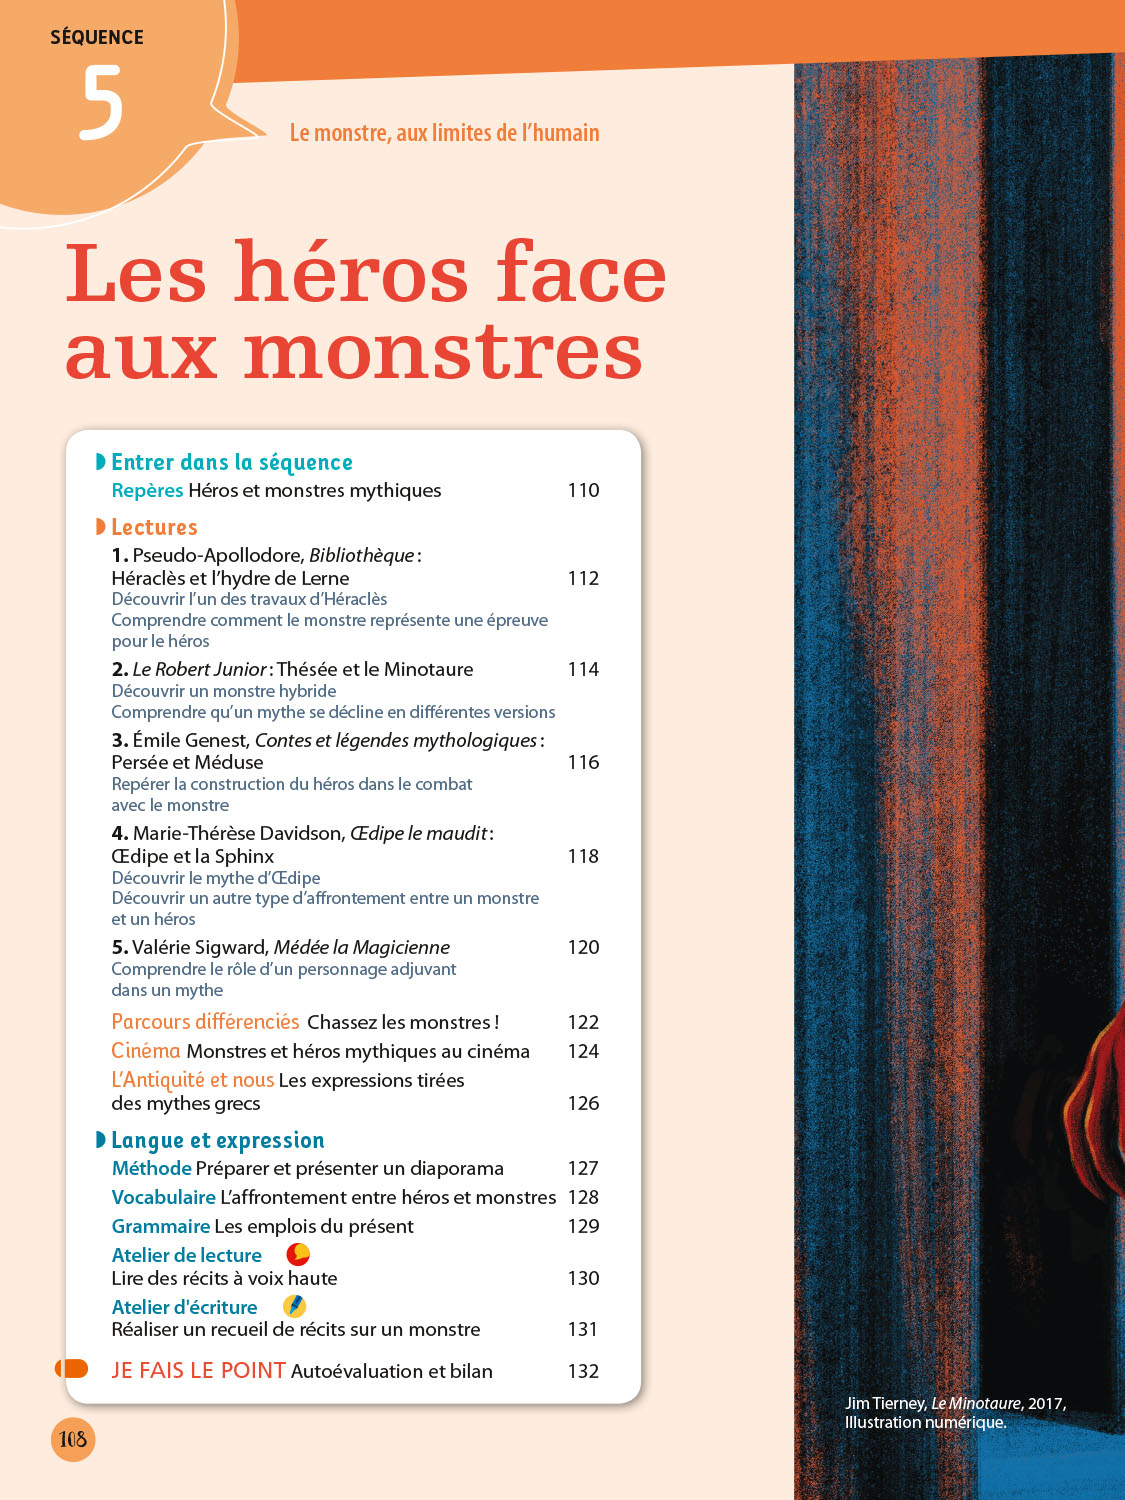 SÉQUENCE
5
Le monstre, aux limites de l’humain
Les héros face
aux monstres
Entrer dans la séquence
Repères Héros et monstres mythiques 110
Lectures
1. Pseudo-Apollodore, Bibliothèque :
Héraclès et l’hydre de Lerne 112
Découvrir l’un des travaux d’Héraclès
Comprendre comment le monstre représente une épreuve
pour le héros
2. Le Robert Junior : Thésée et le Minotaure 114
Découvrir un monstre hybride
Comprendre qu’un mythe se décline en différentes versions
3. Émile Genest, Contes et légendes mythologiques :
Persée et Méduse 116
Repérer la construction du héros dans le combat
avec le monstre
4. Marie-Thérèse Davidson, Œdipe le maudit :
Œdipe et la Sphinx 118
Découvrir le mythe d’Œdipe
Découvrir un autre type d’affrontement entre un monstre
et un héros
5. Valérie Sigward, Médée la Magicienne 120
Comprendre le rôle d’un personnage adjuvant
dans un mythe
Parcours différenciés Chassez les monstres ! 122
Cinéma Monstres et héros mythiques au cinéma 124
L’Antiquité et nous Les expressions tirées
des mythes grecs 126
Langue et expression
Méthode Préparer et présenter un diaporama 127
Vocabulaire L’affrontement entre héros et monstres 128
Grammaire Les emplois du présent 129
Atelier de lecture
Lire des récits à voix haute 130
Atelier d'écriture
Réaliser un recueil de récits sur un monstre 131
JE FAIS LE POINT Autoévaluation et bilan 132
108
Jim Tierney, Le Minotaure, 2017,
Illustration numérique.